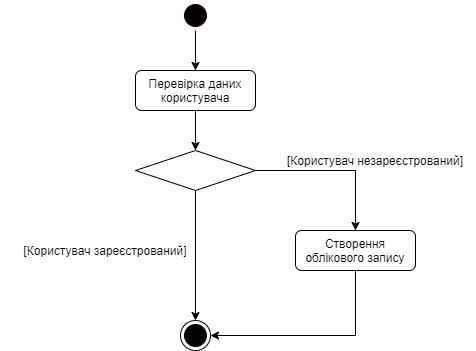 Перевірка даних
користувача
[Користувач незареєстрований]
[Користувач зареєстрований]
Створення
облікового запису